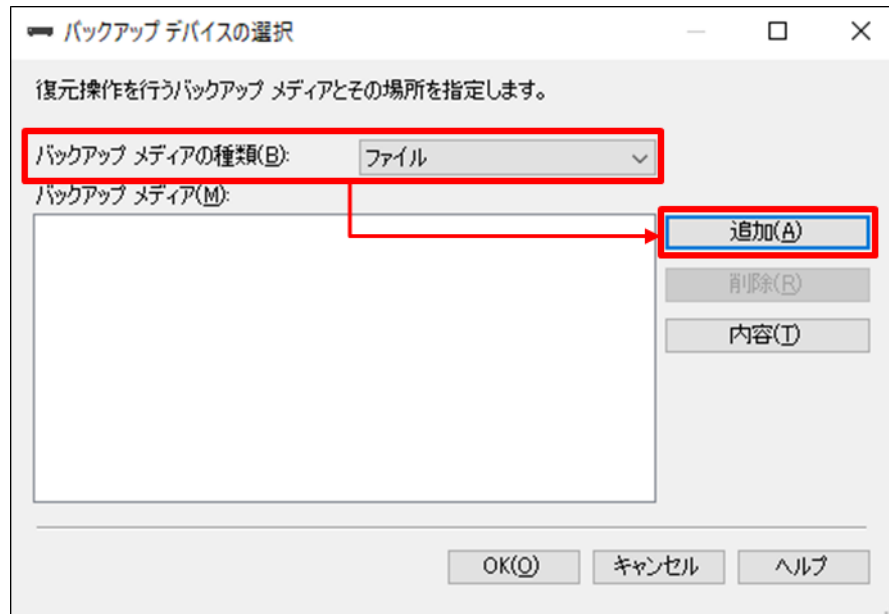 バックアップ デバイスの選択
復元操作を行うバックアップ メディアとその場所を指定します。
バックアップ メディアの種類(B): ファイル
バックアップ メディア(M):
追加(A)
削除(R)
内容(T)
OK(O) キャンセル ヘルプ